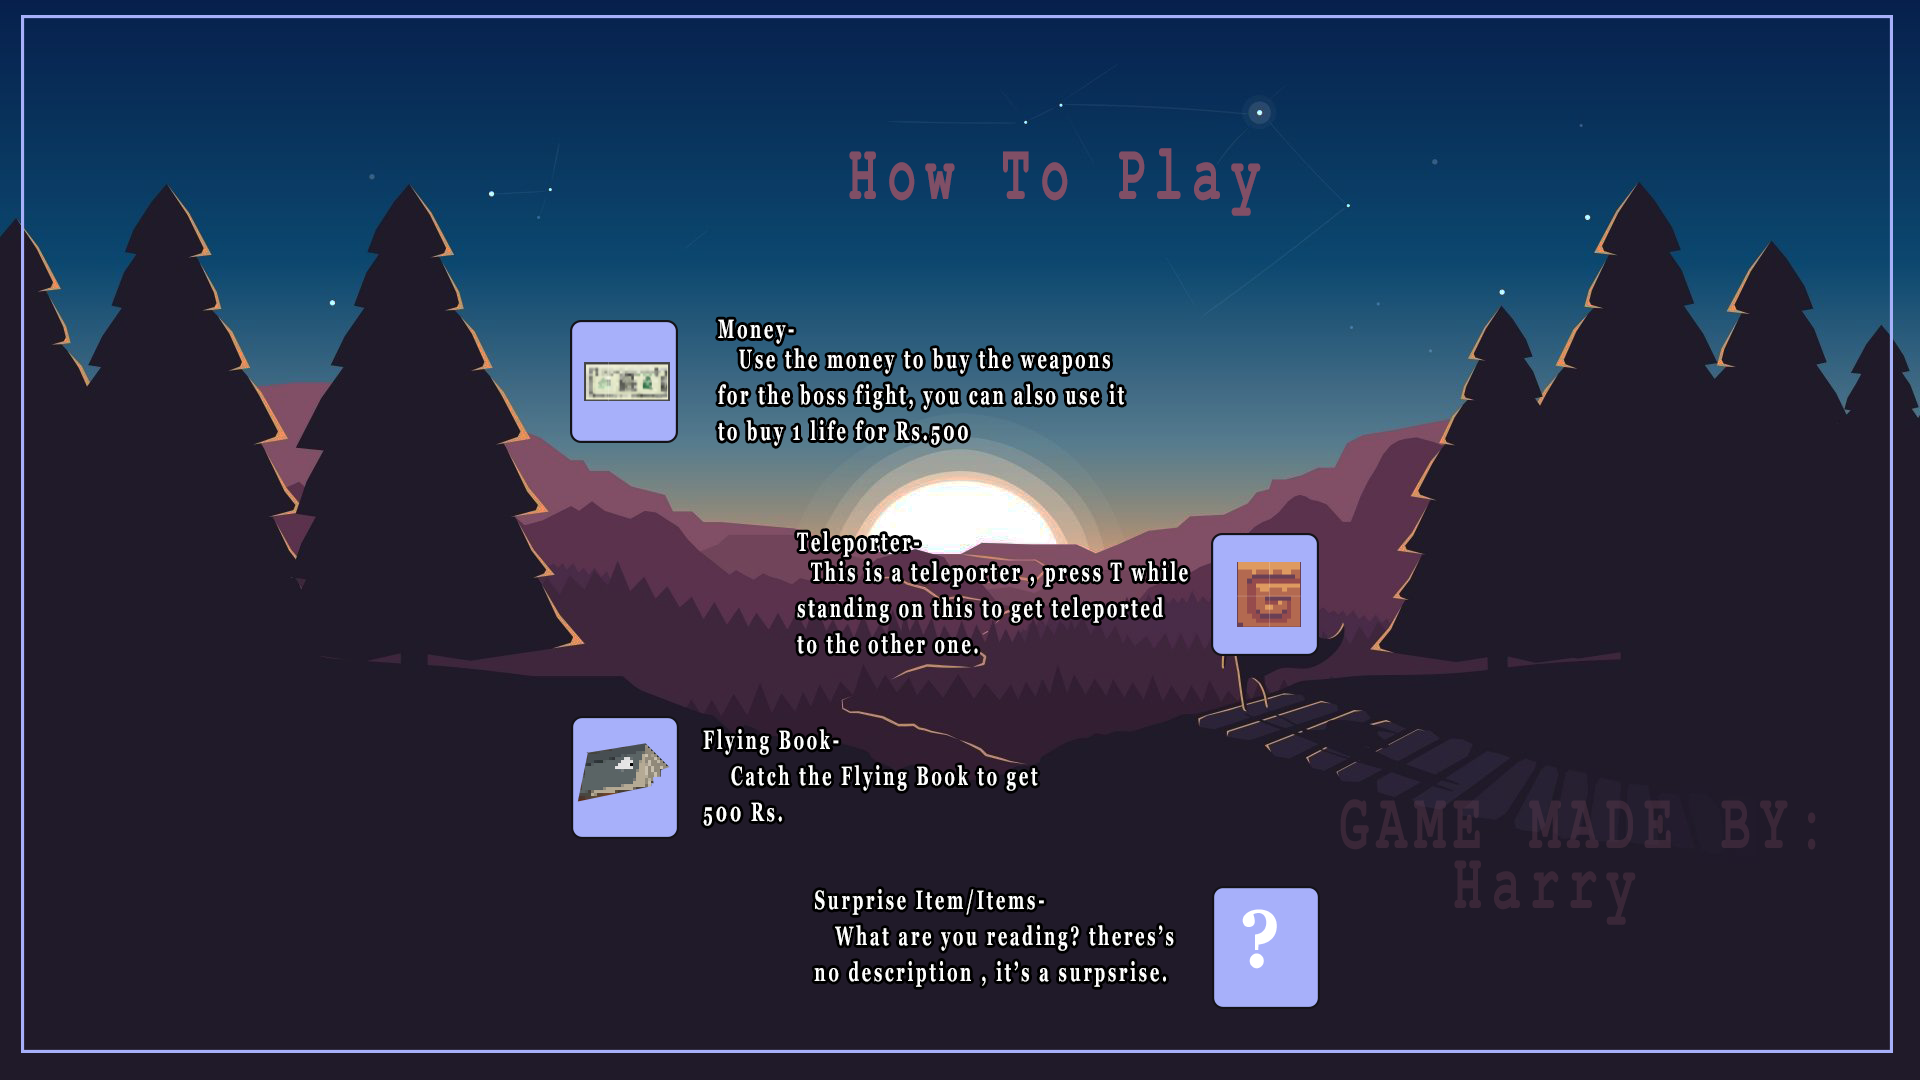 How To Play
Money-
Use the money to buy the weapons
for the boss fight, you can also use it
to buy 1 life for Rs.500
Teleporter-
This is a teleporter , press T while
standing on this to get teleported
to the other one.
Flying Book-
Catch the Flying Book to get
500 Rs.
GAME MADE BY:
Harry
Surprise Item/Items-
What are you reading? theres’s
no description , it’s a surpsrise.
?